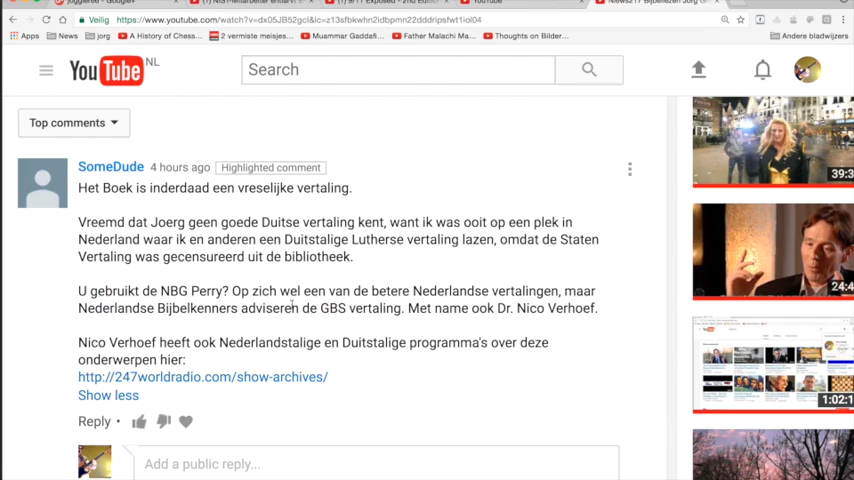 Veilig
https://www.youtube.com/watch?v=dx05JB52gcI&lc=z13sfbkwhn2idbpmn22dddripsfwt1iol04
Apps
News
jorg
A History of Chess...
2 vermiste meisjes...
Muammar Gaddafi...
Father Malachi Mar...
Thoughts on Bider...
Andere bladwijzers
YouTube NL
Search
Top comments
SomeDude 4 hours ago Highlighted comment
Het Boek is inderdaad een vreselijke vertaling.
Vreemd dat Joerg geen goede Duitse vertaling kent, want ik was ooit op een plek in
Nederland waar ik en anderen een Duitstalige Lutherse vertaling lazen, omdat de Staten
Vertaling was gecensureerd uit de bibliotheek.
U gebruikt de NBG Perry? Op zich wel een van de betere Nederlandse vertalingen, maar
Nederlandse Bijbelkenners adviseren de GBS vertaling. Met name ook Dr. Nico Verhoef.
Nico Verhoef heeft ook Nederlandstalige en Duitstalige programma's over deze
onderwerpen hier:
http://247worldradio.com/show-archives/
Show less
Reply
Add a public reply...
39:3
24:4
1:02:1